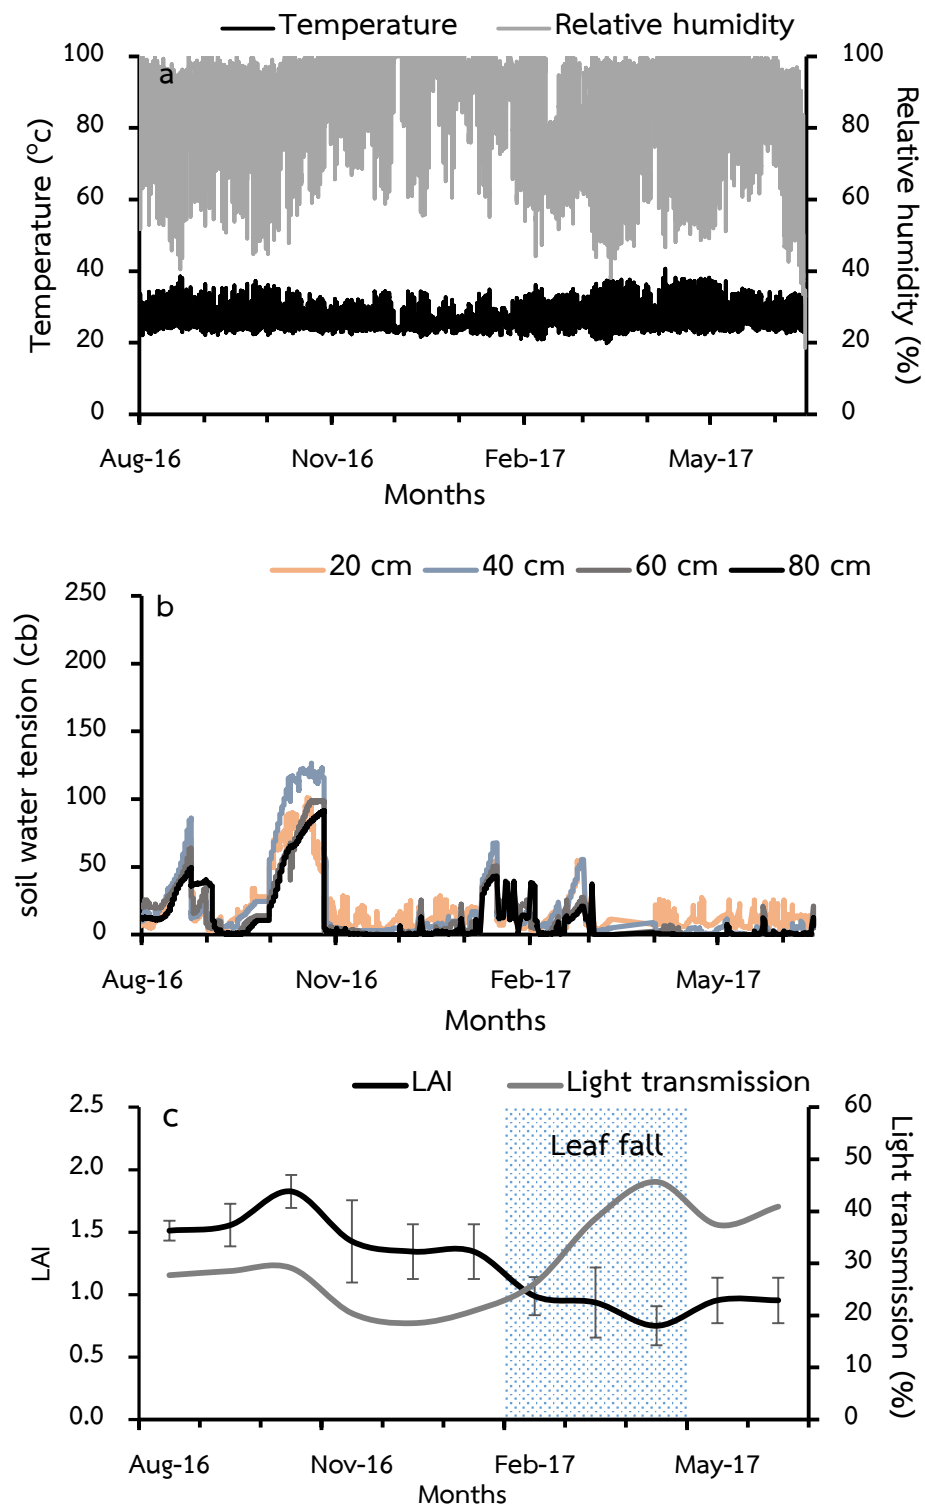 Temperature Relative humidity
a
100 100
80 80
60 60
40 40
20 20
0 0
Temperature (°c)
Relative humidity (%)
Aug-16 Nov-16 Feb-17 May-17
Months
20 cm 40 cm 60 cm 80 cm
b
250
200
150
100
50
0
soil water tension (cb)
Aug-16 Nov-16 Feb-17 May-17
Months
LAI Light transmission
c
Leaf fall
2.5
2.0
1.5
1.0
0.5
0.0
LAI
60
50
40
30
20
10
0
Light transmission (%)
Aug-16 Nov-16 Feb-17 May-17
Months